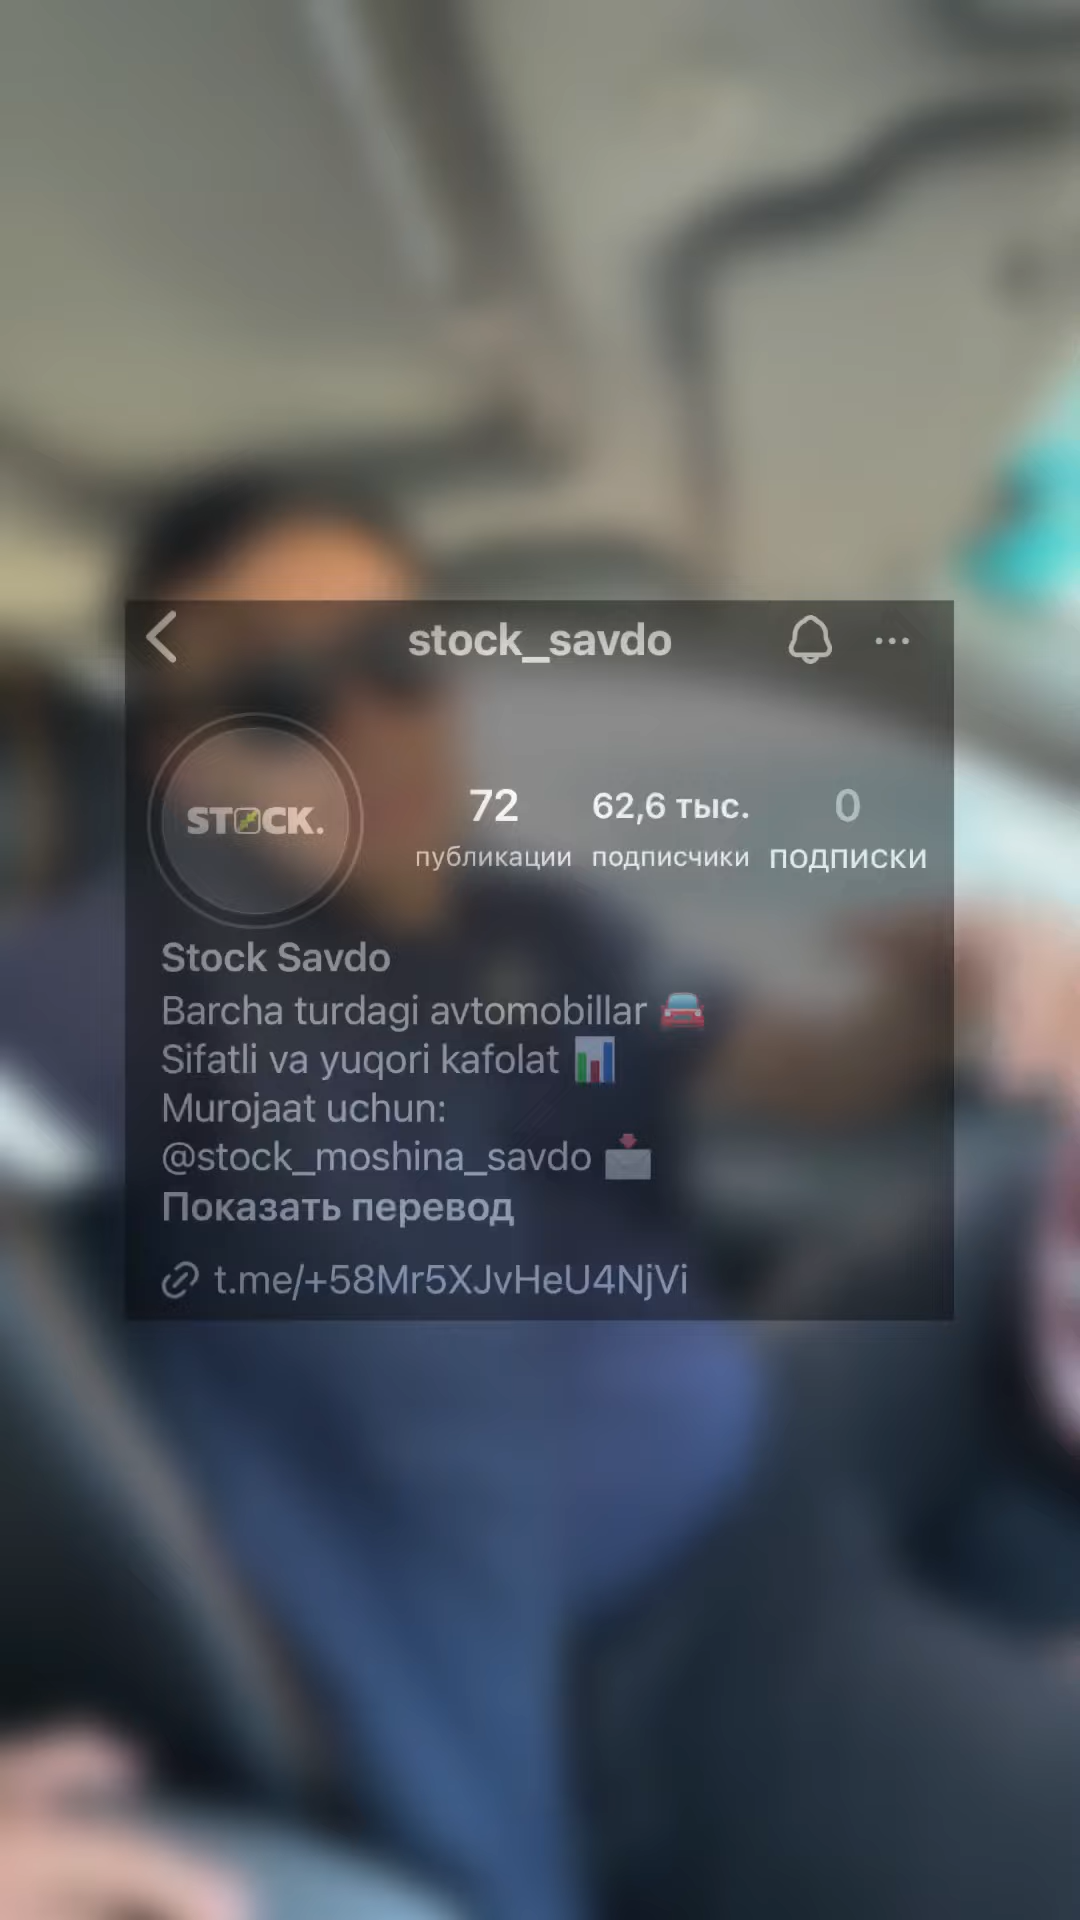 stock_savdo
STOCK.
72
62,6 тыс.
0
публикации
подписчики
подписки
Stock Savdo
Barcha turdagi avtomobillar
Sifatli va yuqori kafolat
Murojaat uchun:
@stock_moshina_savdo
Показать перевод
t.me/+58Mr5XJvHeU4NjVi